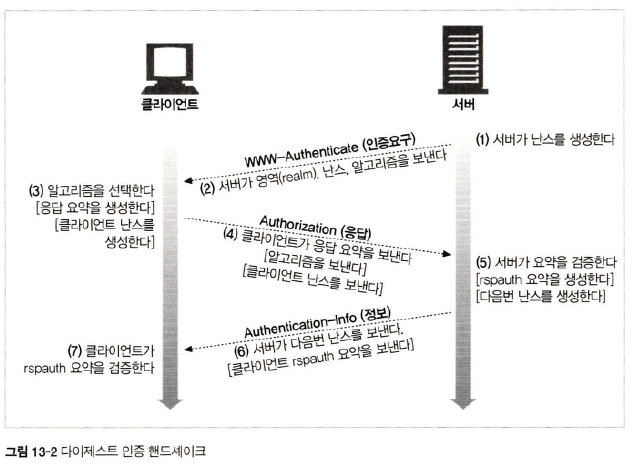 클라이언트
서버
(1) 서버가 난스를 생성한다
WWW-Authenticate (인증요구)
(2) 서버가 영역(realm), 난스, 알고리즘을 보낸다
(3) 알고리즘을 선택한다
[응답 요약을 생성한다]
[클라이언트 난스를
생성한다]
Authorization (응답)
(4) 클라이언트가 응답 요약을 보낸다
[알고리즘을 보낸다]
[클라이언트 난스를 보낸다]
(5) 서버가 요약을 검증한다
[rspauth 요약을 생성한다]
[다음번 난스를 생성한다]
Authentication-Info (정보)
(6) 서버가 다음번 난스를 보낸다.
[클라이언트 rspauth 요약을 보낸다]
(7) 클라이언트가
rspauth 요약을 검증한다
그림 13-2 다이제스트 인증 핸드셰이크